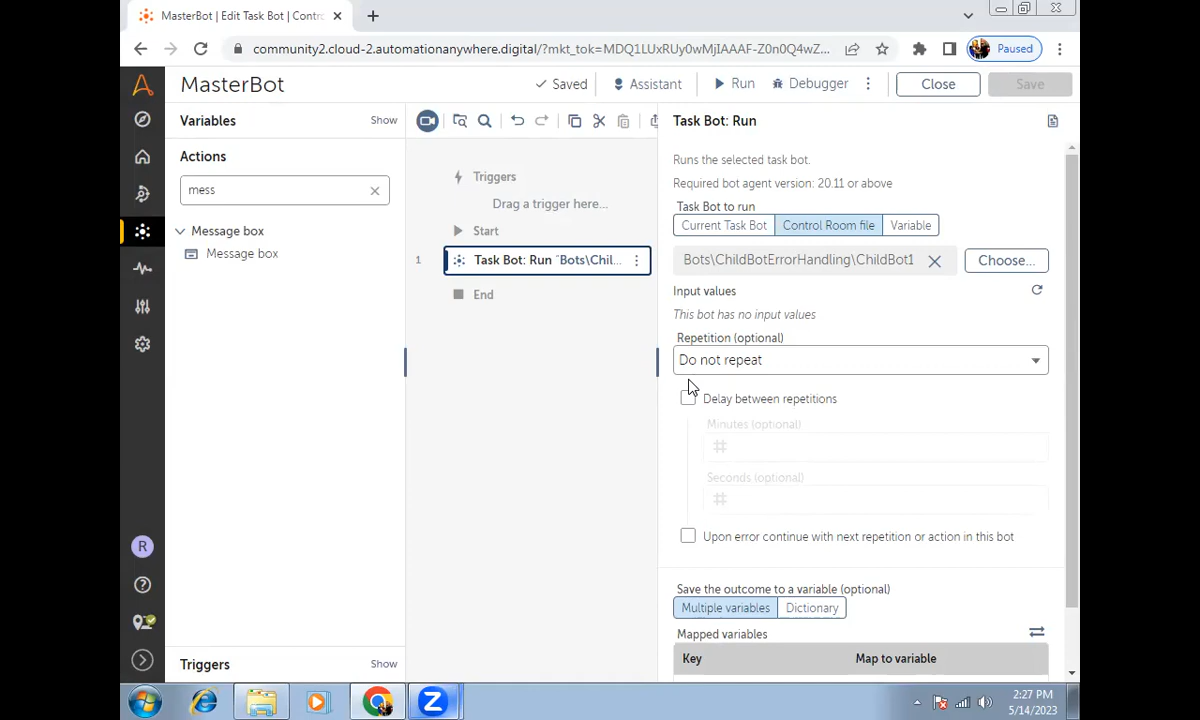 MasterBot | Edit Task Bot | Contro
community2.cloud-2.automationanywhere.digital/?mkt_tok=MDQ1LUxRUy0wMjIAAAF-Z0n0Q4wZ...
Paused
MasterBot
Saved
Assistant
Run
Debugger
Close
Save
Variables
Show
Actions
mess
Message box
Message box
Triggers
Show
Triggers
Drag a trigger here...
Start
1
Task Bot: Run "Bots\Chil...
End
Task Bot: Run
Runs the selected task bot.
Required bot agent version: 20.11 or above
Task Bot to run
Current Task Bot
Control Room file
Variable
Bots\ChildBotErrorHandling\ChildBot1
Choose...
Input values
This bot has no input values
Repetition (optional)
Do not repeat
Delay between repetitions
Minutes (optional)
#
Seconds (optional)
#
Upon error continue with next repetition or action in this bot
Save the outcome to a variable (optional)
Multiple variables
Dictionary
Mapped variables
Key
Map to variable
R
2:27 PM
5/14/2023